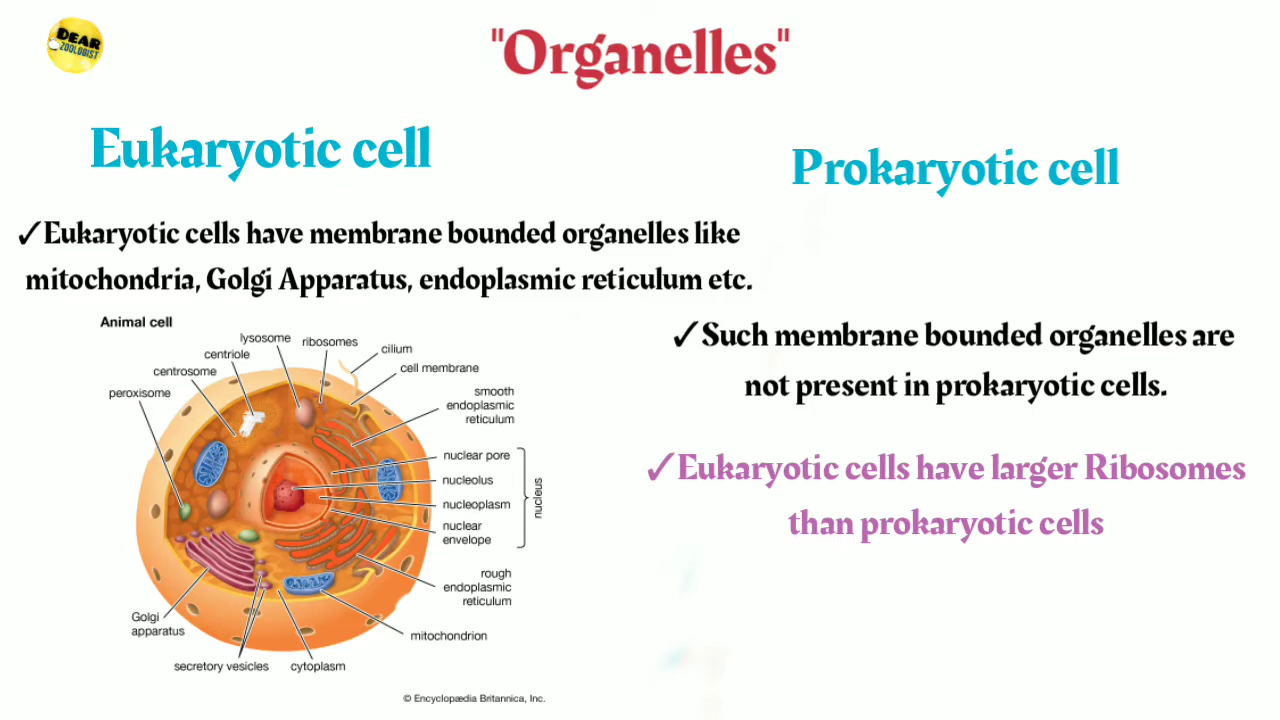 DEAR
ZOOLOGIST
"Organelles"
Eukaryotic cell
✓Eukaryotic cells have membrane bounded organelles like
mitochondria, Golgi Apparatus, endoplasmic reticulum etc.
Animal cell
lysosome
ribosomes
cilium
centriole
cell membrane
centrosome
peroxisome
smooth
endoplasmic
reticulum
nuclear pore
nucleolus
nucleoplasm
nuclear
envelope
nucleus
rough
endoplasmic
reticulum
Golgi
apparatus
mitochondrion
secretory vesicles
cytoplasm
© Encyclopædia Britannica, Inc.
Prokaryotic cell
✓Such membrane bounded organelles are
not present in prokaryotic cells.
✓Eukaryotic cells have larger Ribosomes
than prokaryotic cells